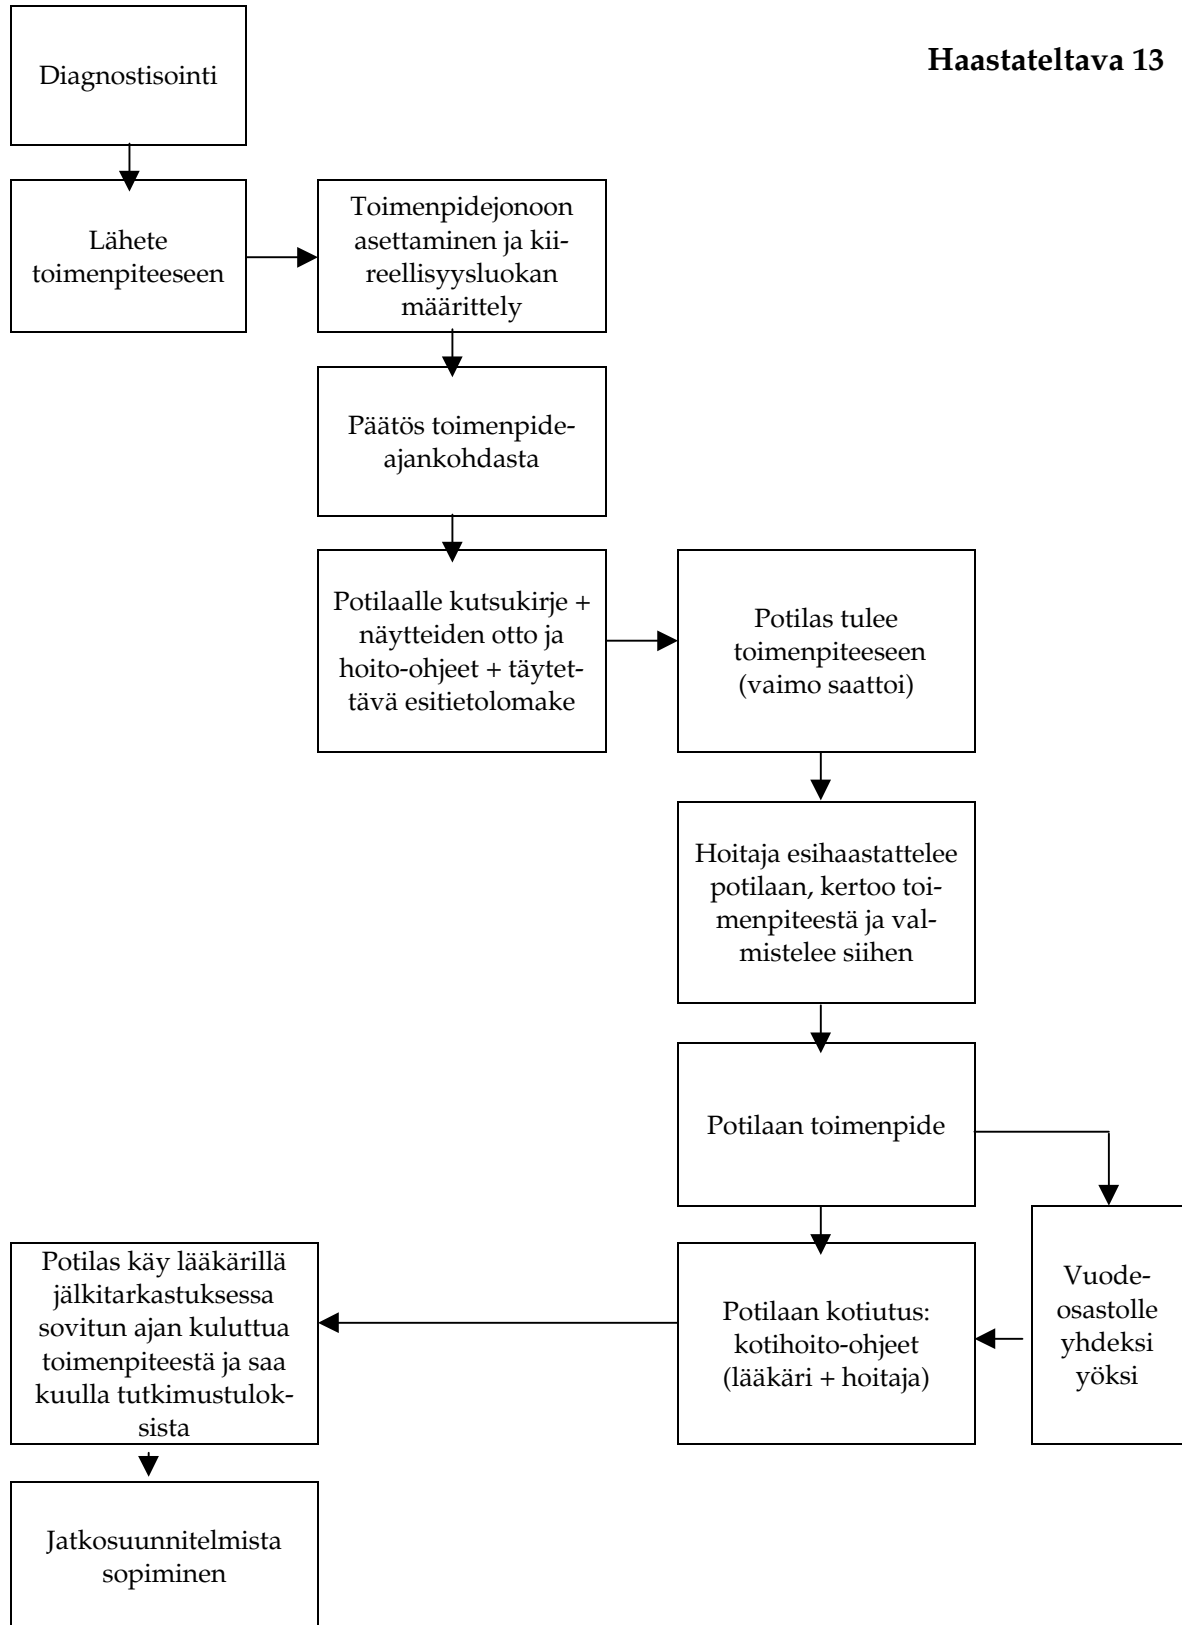 Haastateltava 13
Diagnostisointi
Lähete
toimenpiteeseen
Toimenpidejonoon
asettaminen ja kii-
reellisyysluokan
määrittely
Päätös toimenpide-
ajankohdasta
Potilaalle kutsukirje +
näytteiden otto ja
hoito-ohjeet + täytet-
tävä esitietolomake
Potilas tulee
toimenpiteeseen
(vaimo saattoi)
Hoitaja esihaastattelee
potilaan, kertoo toi-
menpiteestä ja val-
mistelee siihen
Potilaan toimenpide
Vuode-
osastolle
yhdeksi
yöksi
Potilaan kotiutus:
kotihoito-ohjeet
(lääkäri + hoitaja)
Potilas käy lääkärillä
jälkitarkastuksessa
sovitun ajan kuluttua
toimenpiteestä ja saa
kuulla tutkimustulok-
sista
Jatkosuunnitelmista
sopiminen